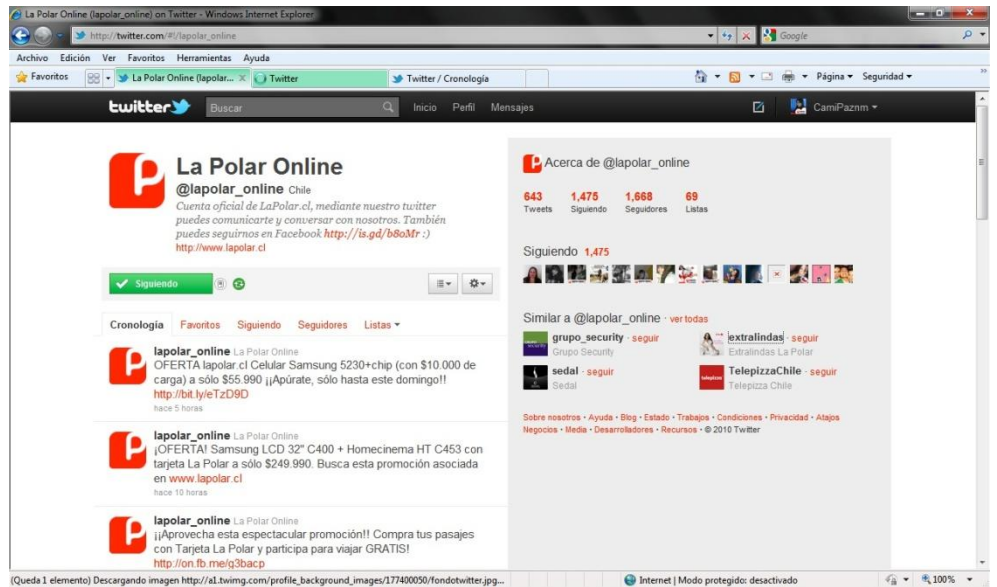 La Polar Online (lapolar_online) on Twitter - Windows Internet Explorer
http://twitter.com/#!/lapolar_online
Google
Archivo Edición Ver Favoritos Herramientas Ayuda
Favoritos
La Polar Online (lapolar...
Twitter
Twitter / Cronología
Página
Seguridad
twitter
Buscar
Inicio Perfil Mensajes
CamiPaznm
La Polar Online
@lapolar_online Chile
Cuenta oficial de LaPolar.cl, mediante nuestro twitter
puedes comunicarte y conversar con nosotros. También
puedes seguirnos en Facebook http://is.gd/b8oMr :)
http://www.lapolar.cl
Siguiendo
Cronología Favoritos Siguiendo Seguidores Listas
lapolar_online La Polar Online
OFERTA lapolar.cl Celular Samsung 5230+chip (con $10.000 de
carga) a sólo $55.990 ¡¡Apúrate, sólo hasta este domingo!!
http://bit.ly/eTzD9D
hace 5 horas
lapolar_online La Polar Online
¡OFERTA! Samsung LCD 32" C400 + Homecinema HT C453 con
tarjeta La Polar a sólo $249.990. Busca esta promoción asociada
en www.lapolar.cl
hace 10 horas
lapolar_online La Polar Online
¡¡Aprovecha esta espectacular promoción!! Compra tus pasajes
con Tarjeta La Polar y participa para viajar GRATIS!
http://on.fb.me/g3bacp
Acerca de @lapolar_online
643 1,475 1,668 69
Tweets Siguiendo Seguidores Listas
Siguiendo 1,475
Similar a @lapolar_online · ver todas
grupo_security · seguir
Grupo Security
extralindas · seguir
Extralindas La Polar
sedal · seguir
Sedal
TelepizzaChile · seguir
Telepizza Chile
Sobre nosotros · Ayuda · Blog · Estado · Trabajos · Condiciones · Privacidad · Atajos
Negocios · Media · Desarrolladores · Recursos · © 2010 Twitter
(Queda 1 elemento) Descargando imagen http://a1.twimg.com/profile_background_images/177400050/fondotwitter.jpg...
Internet | Modo protegido: desactivado
100%